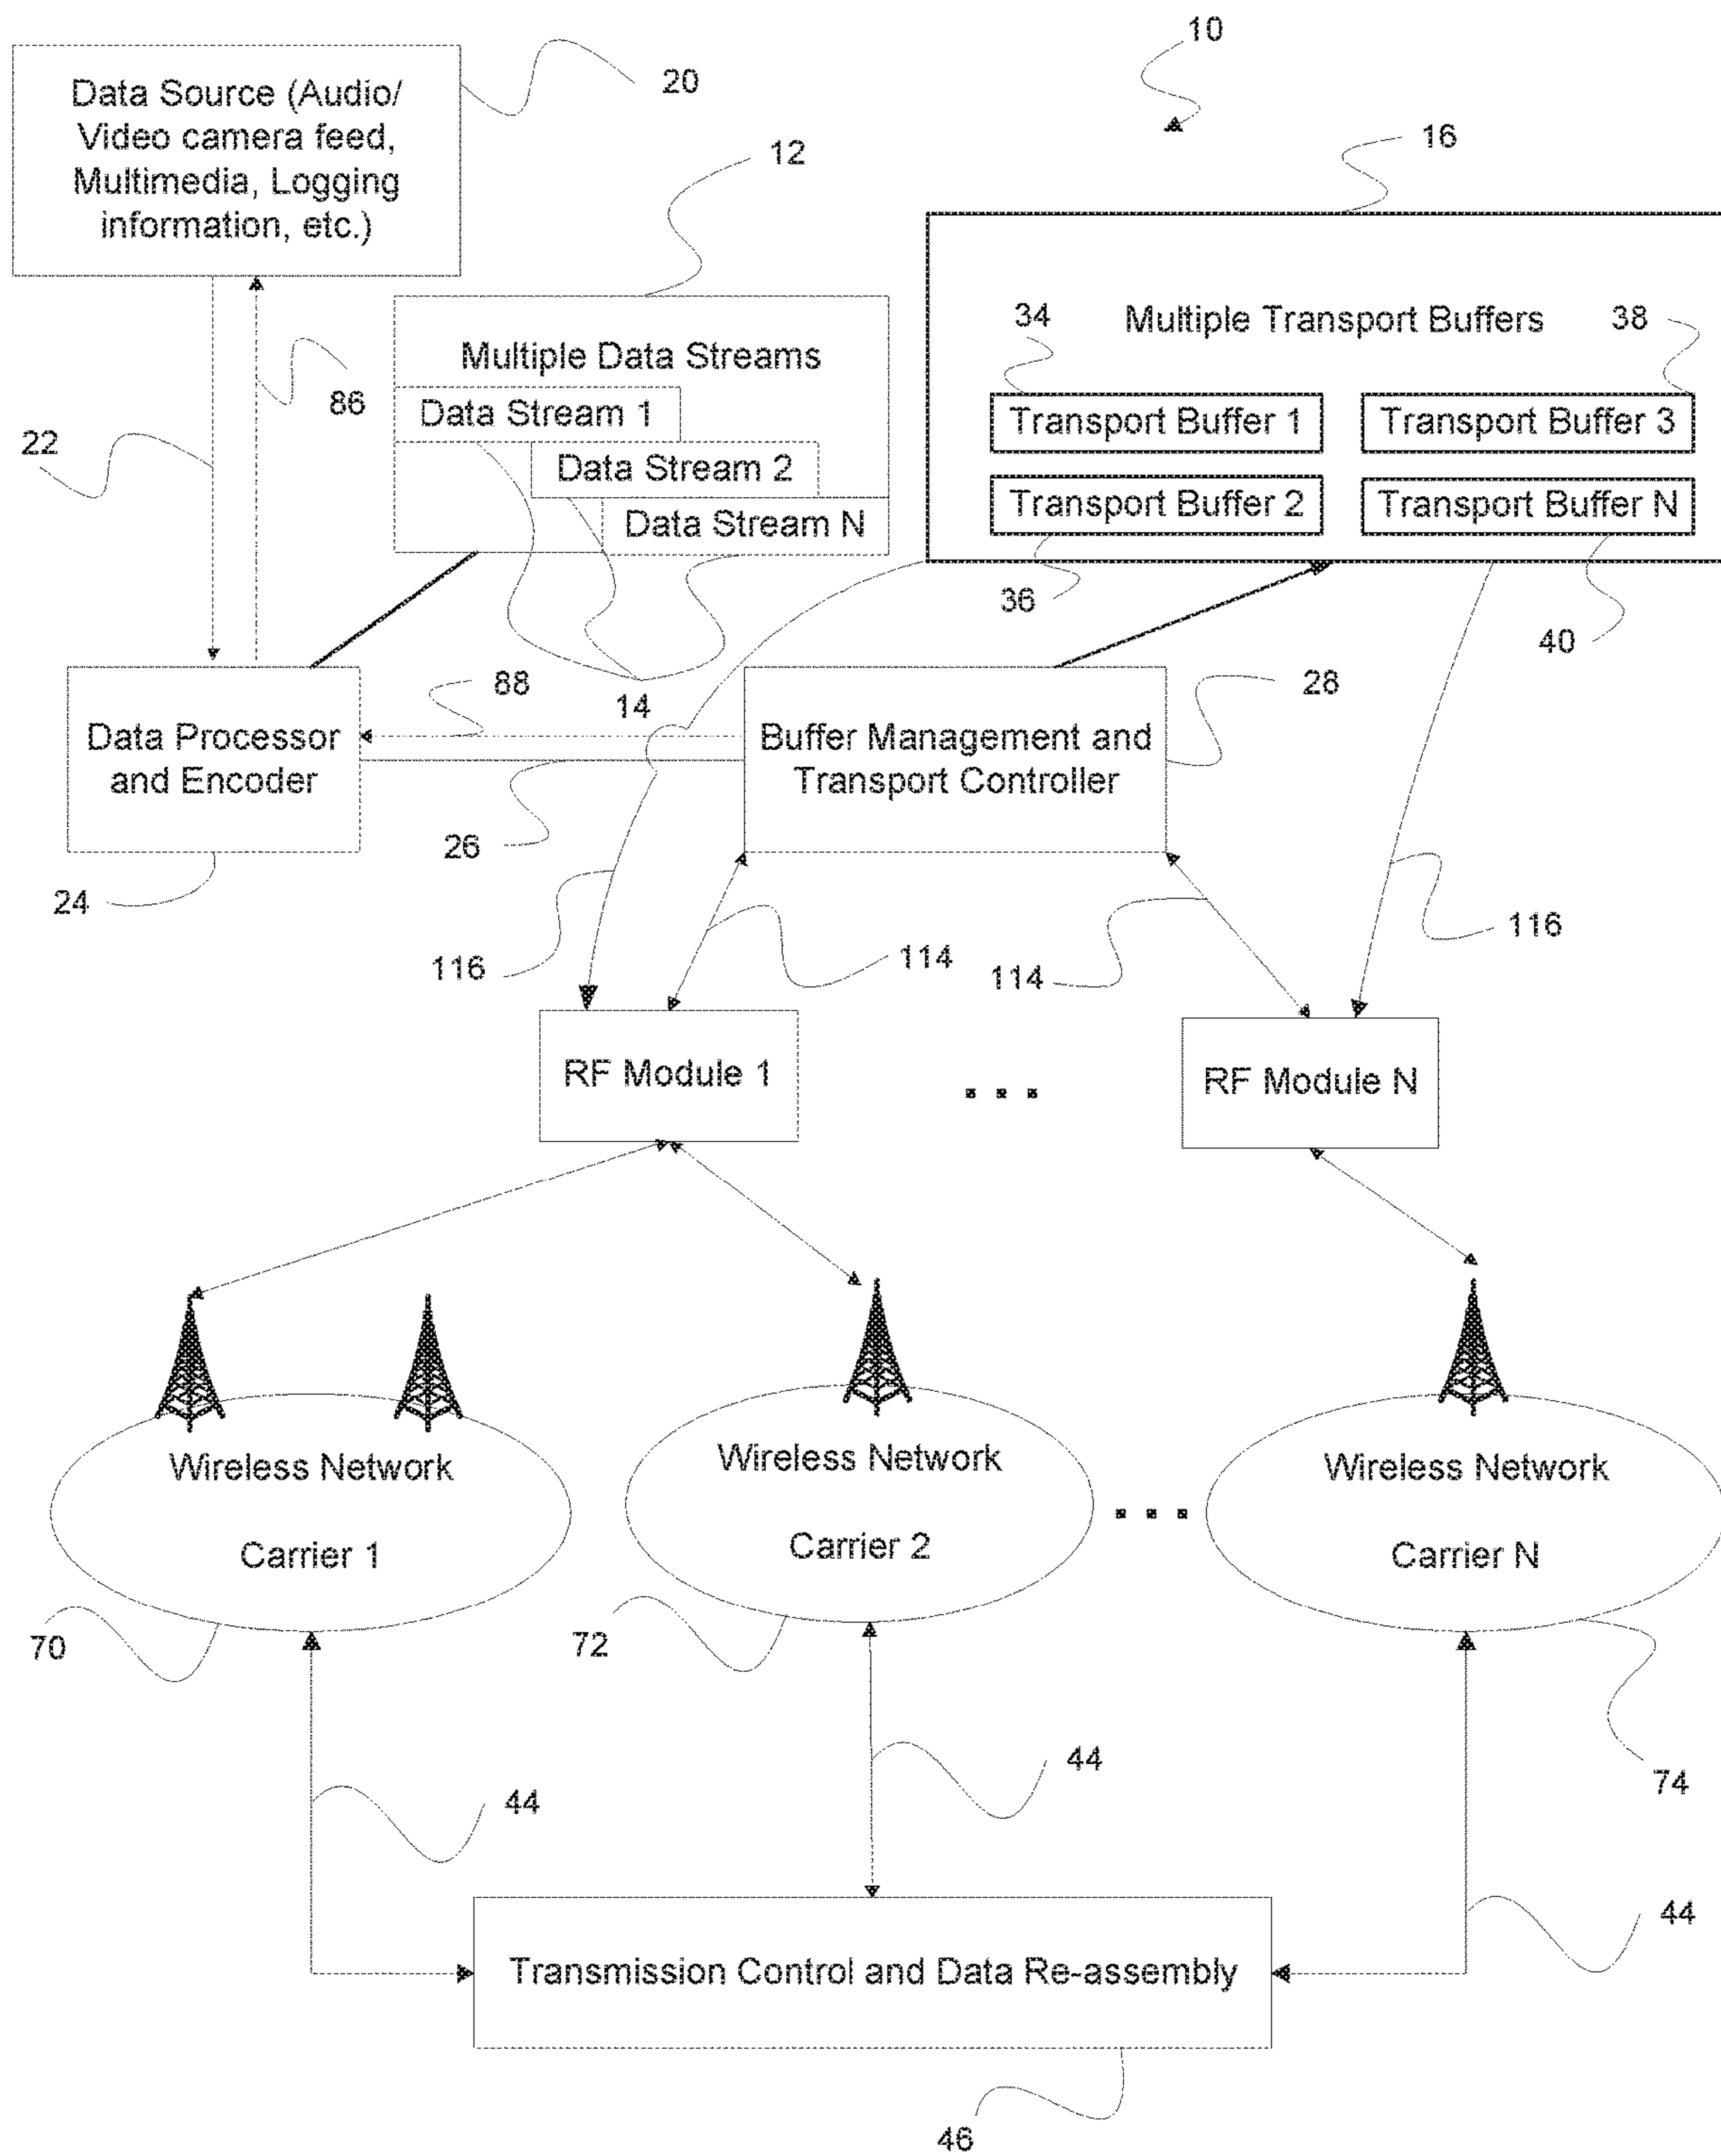 10
Data Source (Audio/
Video camera feed,
Multimedia, Logging
information, etc.)
20
12
16
Multiple Data Streams
Data Stream 1
Data Stream 2
Data Stream N
34
Multiple Transport Buffers
38
Transport Buffer 1
Transport Buffer 3
Transport Buffer 2
Transport Buffer N
86
22
36
40
88
14
28
Data Processor
and Encoder
Buffer Management and
Transport Controller
26
24
116
114
114
116
RF Module 1
...
RF Module N
Wireless Network
Carrier 1
Wireless Network
Carrier 2
...
Wireless Network
Carrier N
70
72
74
44
44
44
Transmission Control and Data Re-assembly
46